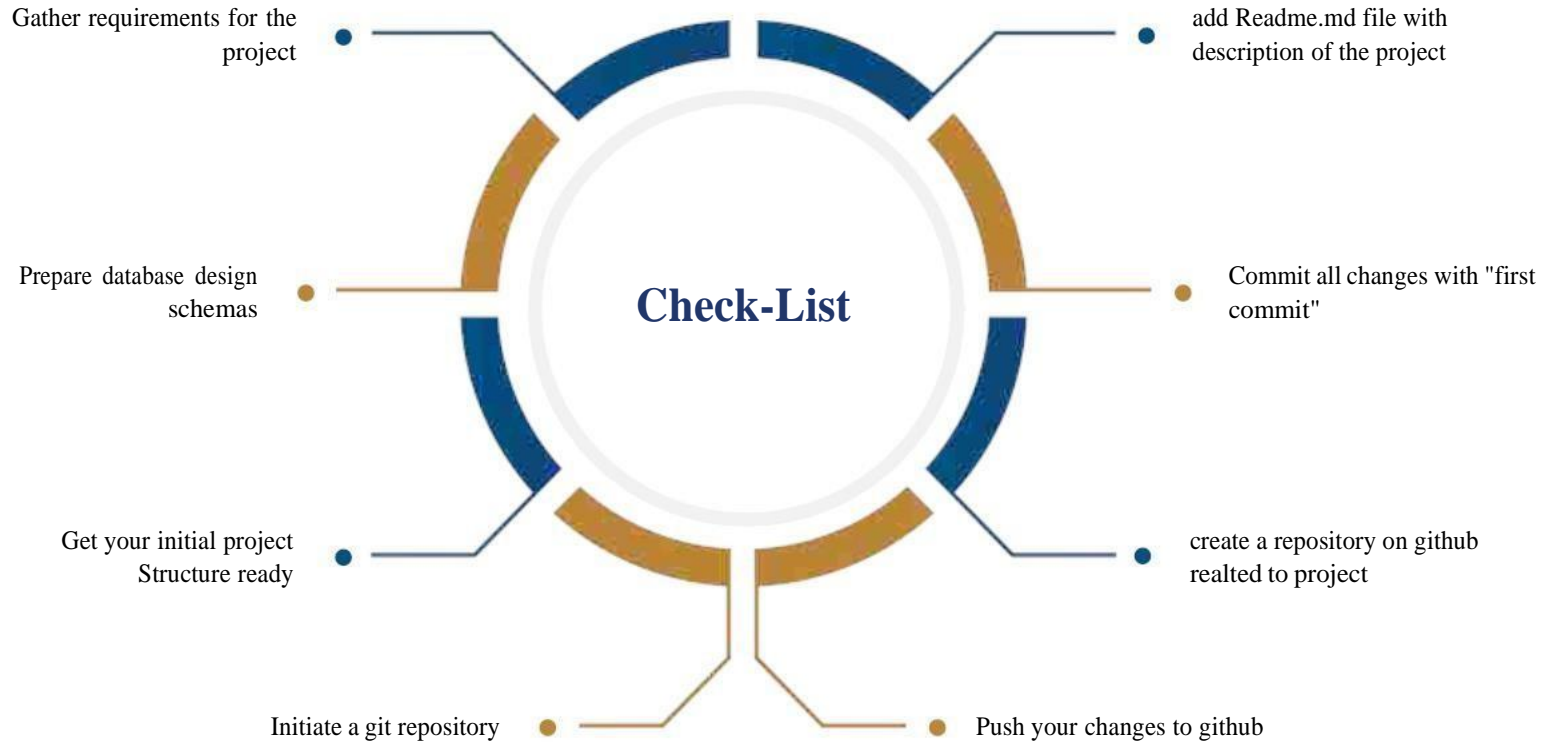 Gather requirements for the
project
Prepare database design
schemas
Get your initial project
Structure ready
Initiate a git repository
Check-List
add Readme.md file with
description of the project
Commit all changes with "first
commit"
create a repository on github
realted to project
Push your changes to github